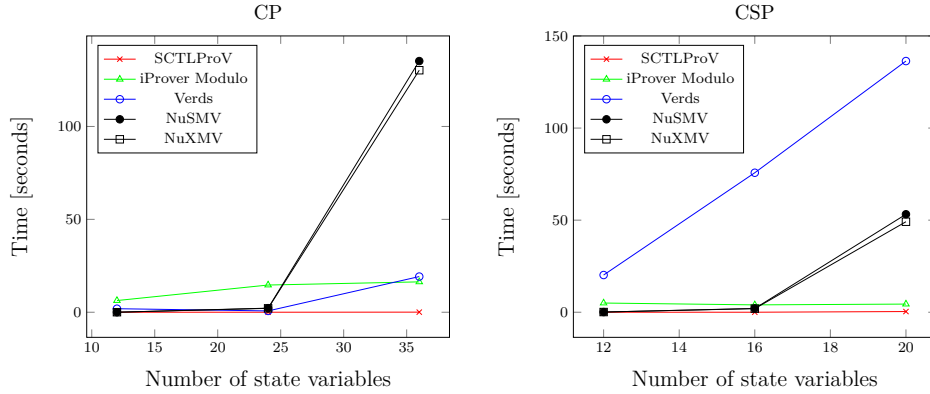 CP
SCTLProV
iProver Modulo
Verds
NuSMV
NuXMV
Time [seconds]
100
50
0
10 15 20 25 30 35
Number of state variables
CSP
SCTLProV
iProver Modulo
Verds
NuSMV
NuXMV
Time [seconds]
150
100
50
0
12 14 16 18 20
Number of state variables